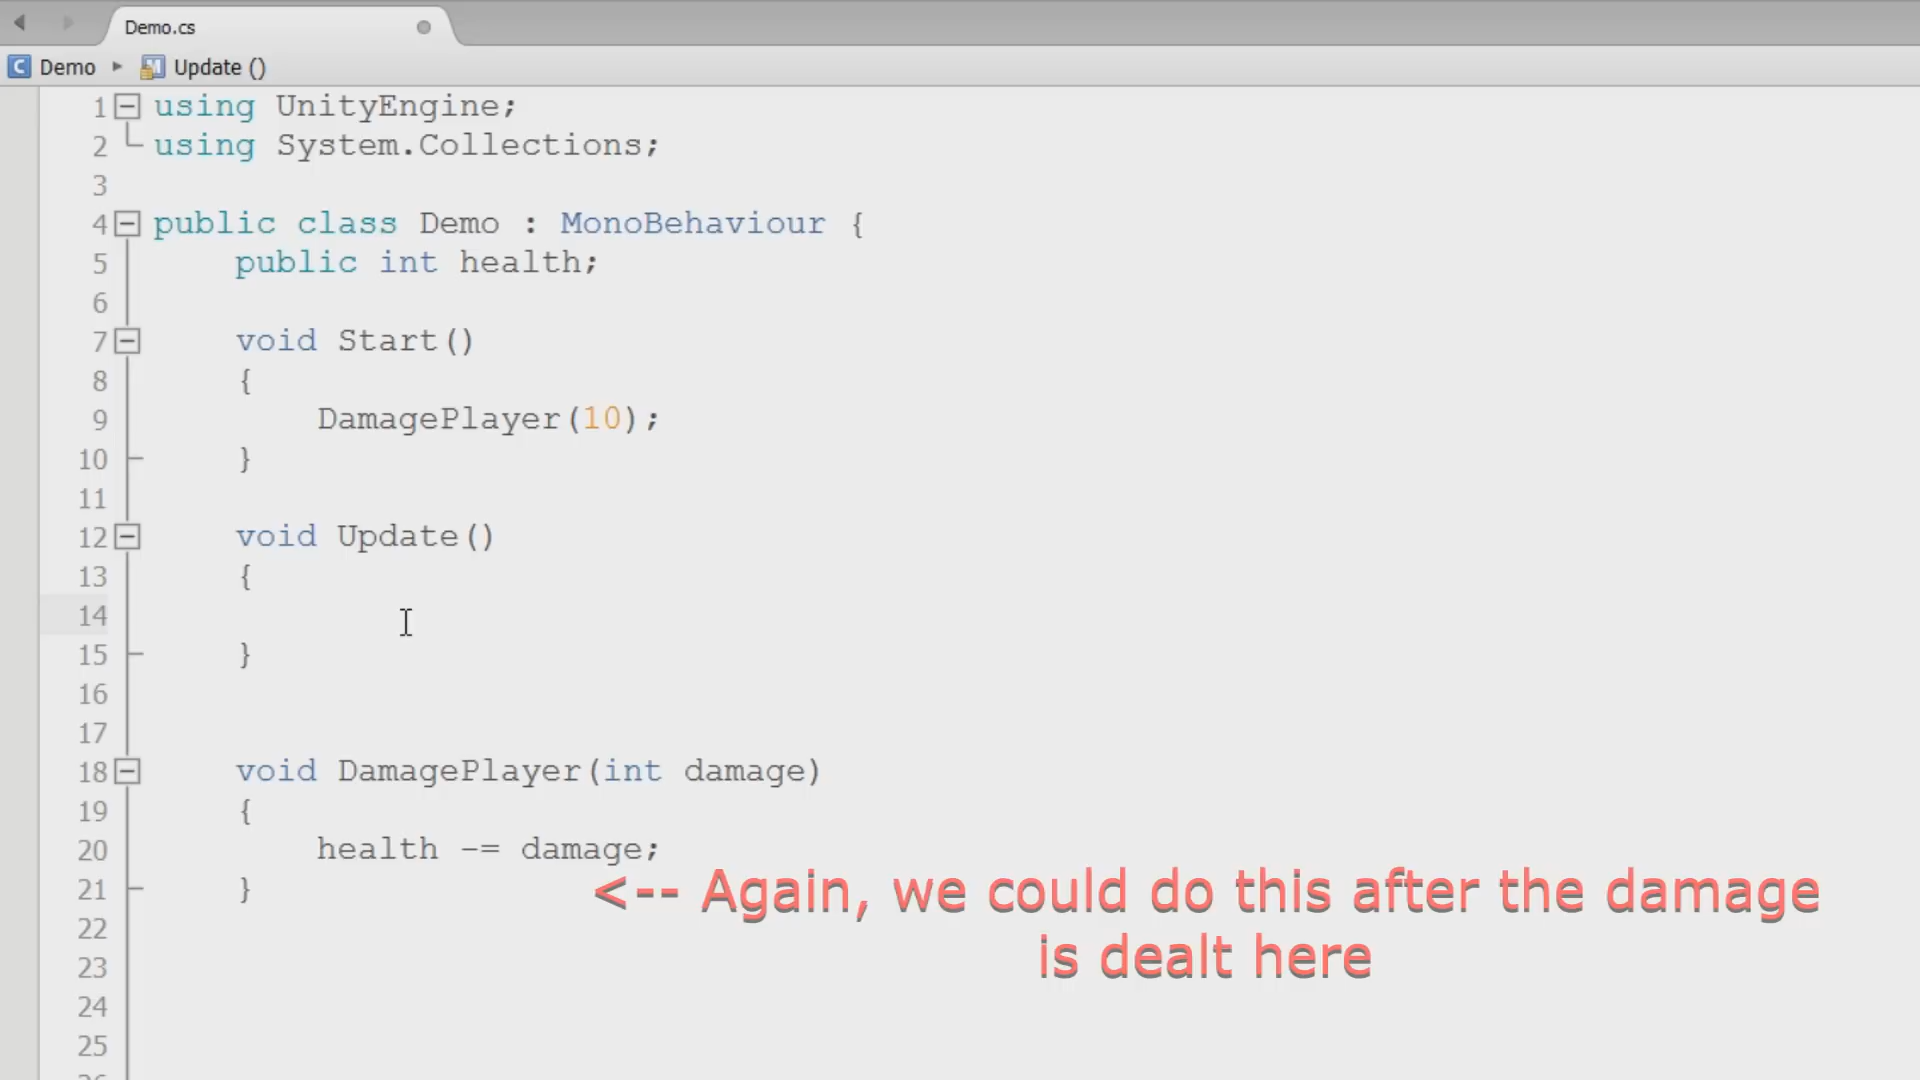 Demo.cs
Demo ▸ Update ()
1 using UnityEngine;
2 using System.Collections;
3
4 public class Demo : MonoBehaviour {
5 public int health;
6
7 void Start()
8 {
9 DamagePlayer(10);
10 }
11
12 void Update()
13 {
14
15 }
16
17
18 void DamagePlayer(int damage)
19 {
20 health -= damage;
21 }
<-- Again, we could do this after the damage
is dealt here
22
23
24
25
26